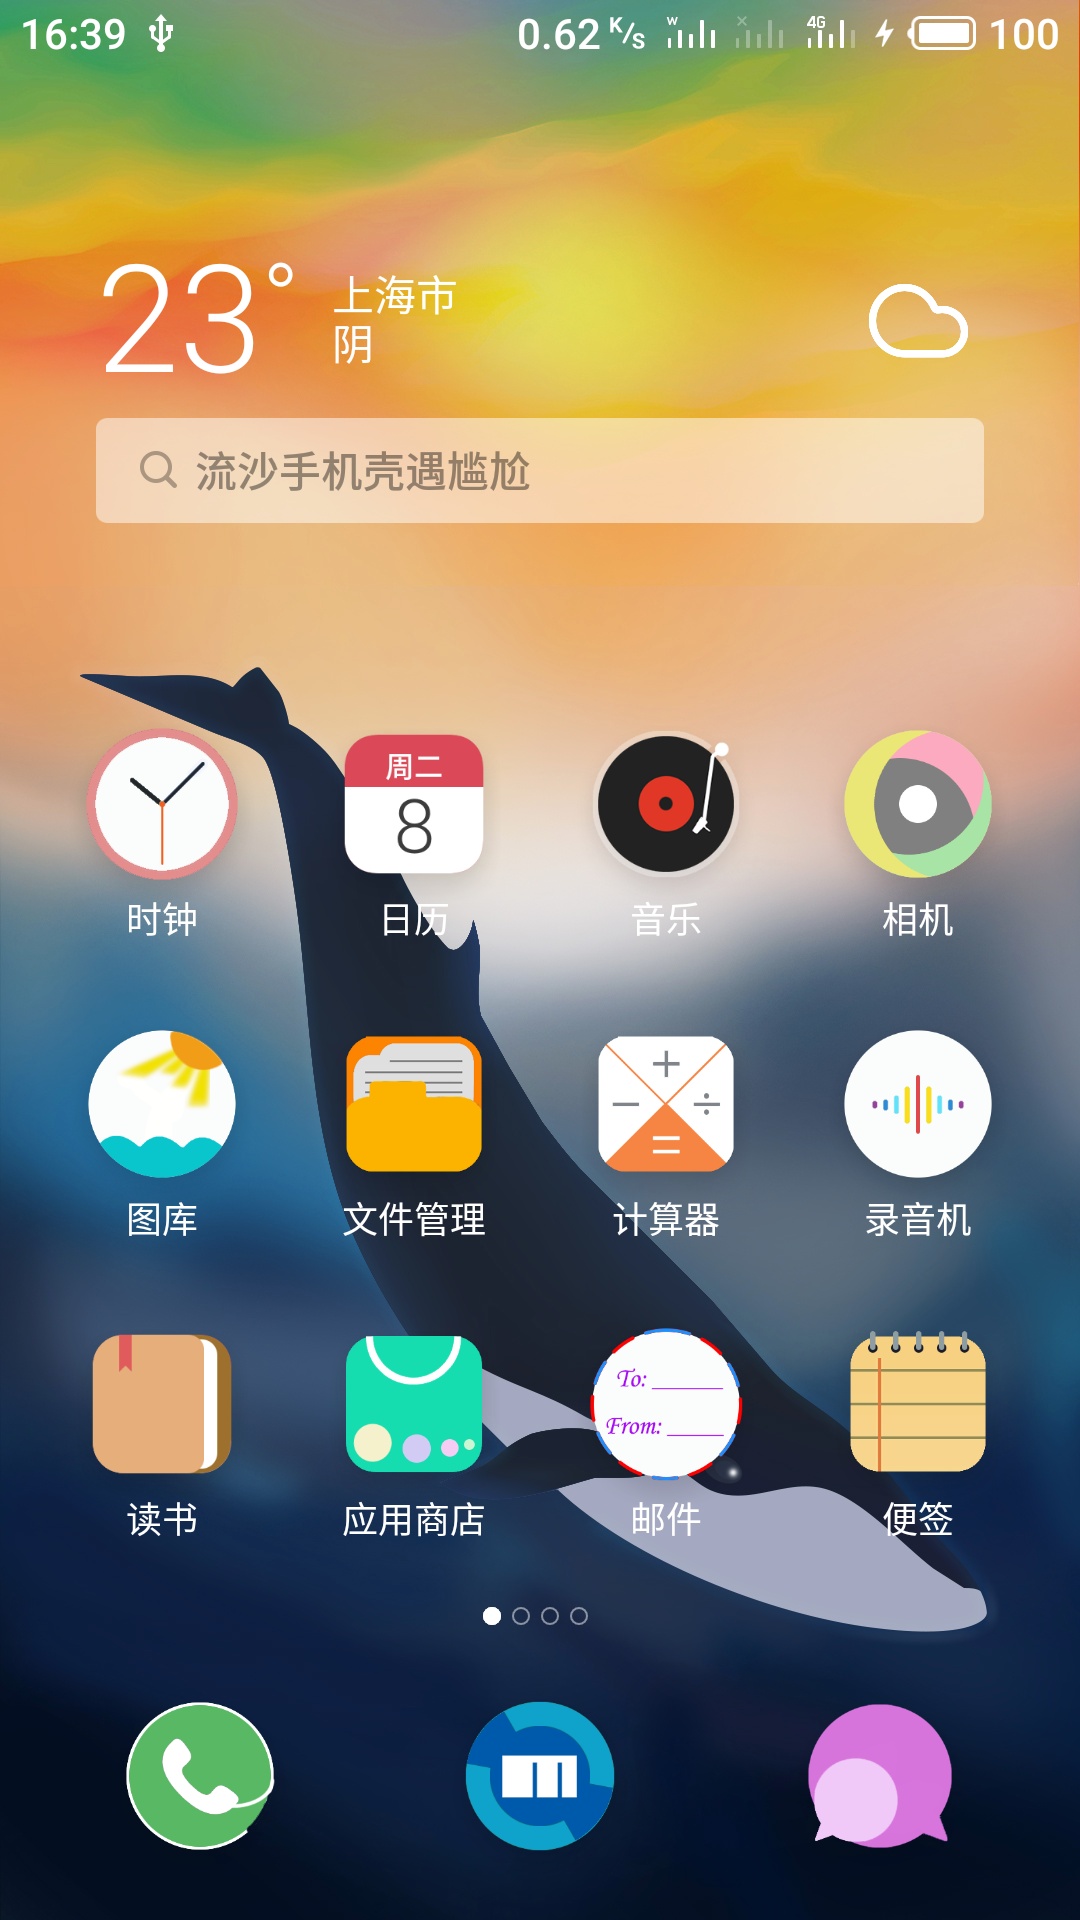 16:39 0.62 K/s W × 4G 100
23°
上海市
阴
流沙手机壳遇尴尬
周二
8
+
− ÷
=
To:
From:
时钟 日历 音乐 相机
图库 文件管理 计算器 录音机
读书 应用商店 邮件 便签